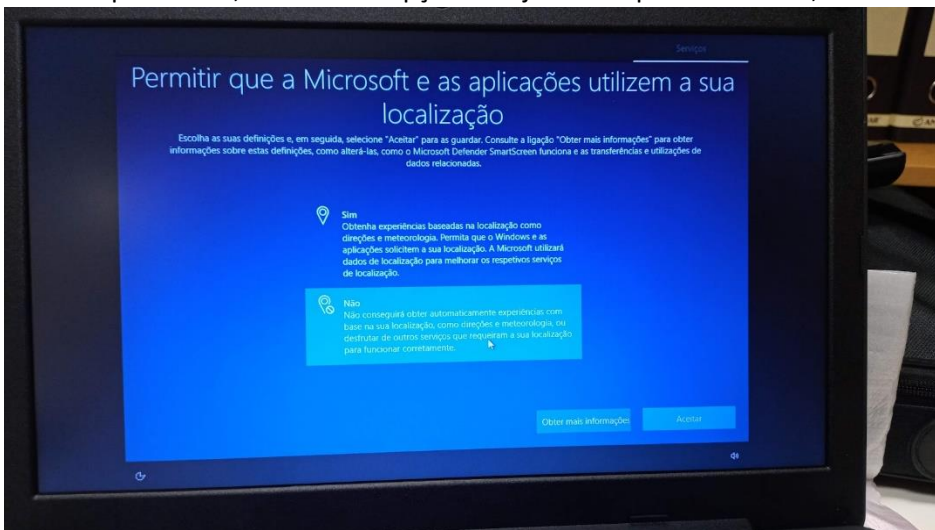 Serviços
Permitir que a Microsoft e as aplicações utilizem a sua
localização
Escolha as suas definições e, em seguida, selecione "Aceitar" para as guardar. Consulte a ligação "Obter mais informações" para obter
informações sobre estas definições, como alterá-las, como o Microsoft Defender SmartScreen funciona e as transferências e utilizações de
dados relacionadas.
Sim
Obtenha experiências baseadas na localização como
direções e meteorologia. Permita que o Windows e as
aplicações solicitem a sua localização. A Microsoft utilizará
dados de localização para melhorar os respetivos serviços
de localização.
Não
Não conseguirá obter automaticamente experiências com
base na sua localização, como direções e meteorologia, ou
desfrutar de outros serviços que requeiram a sua localização
para funcionar corretamente.
Obter mais informações
Aceitar